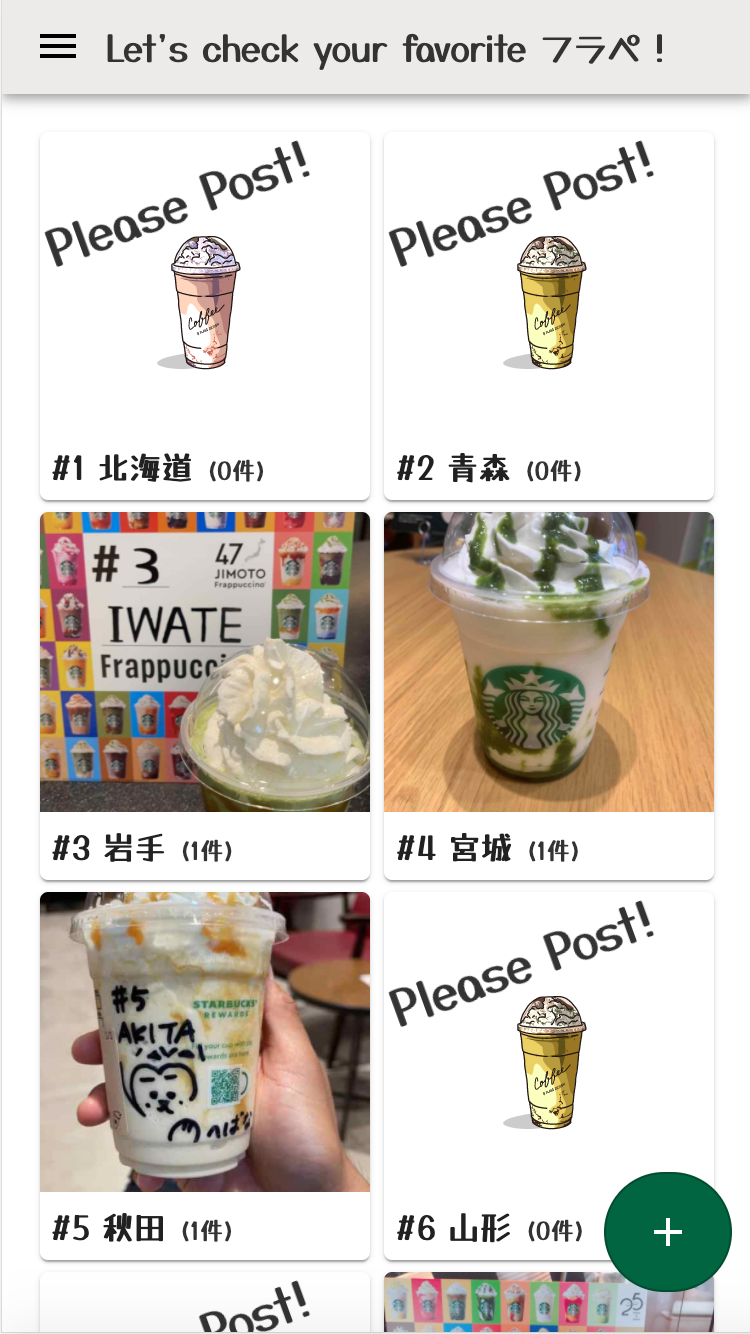 Let's check your favorite フラペ！
Please Post!
Coffee
#1 北海道 (0件)
Please Post!
Coffee
#2 青森 (0件)
#3
47
JIMOTO
Frappuccino
IWATE
Frappucci
#3 岩手 (1件)
#4 宮城 (1件)
#5
AKITA
STARBUCKS
REWARDS
へばな
#5 秋田 (1件)
Please Post!
Coffee
#6 山形 (0件)
+
Post!
25